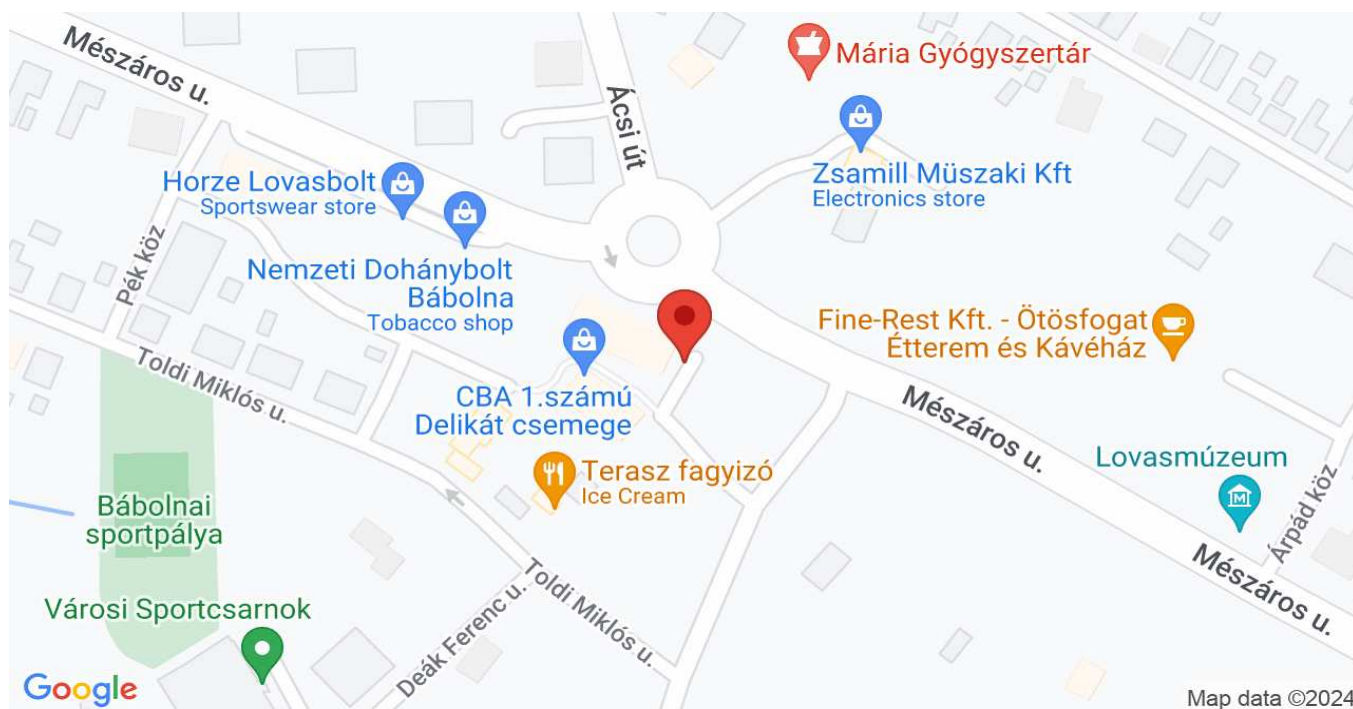 Mészáros u.
Ácsi út
Mária Gyógyszertár
Zsamill Müszaki Kft
Electronics store
Horze Lovasbolt
Sportswear store
Nemzeti Dohánybolt
Bábolna
Tobacco shop
Pék köz
Fine-Rest Kft. - Ötösfogat
Étterem és Kávéház
CBA 1.számú
Delikát csemege
Toldi Miklós u.
Mészáros u.
Terasz fagyizó
Ice Cream
Lovasmúzeum
Árpád köz
Bábolnai
sportpálya
Mészáros u.
Városi Sportcsarnok
Deák Ferenc u.
Toldi Miklós u.
Google
Map data ©2024